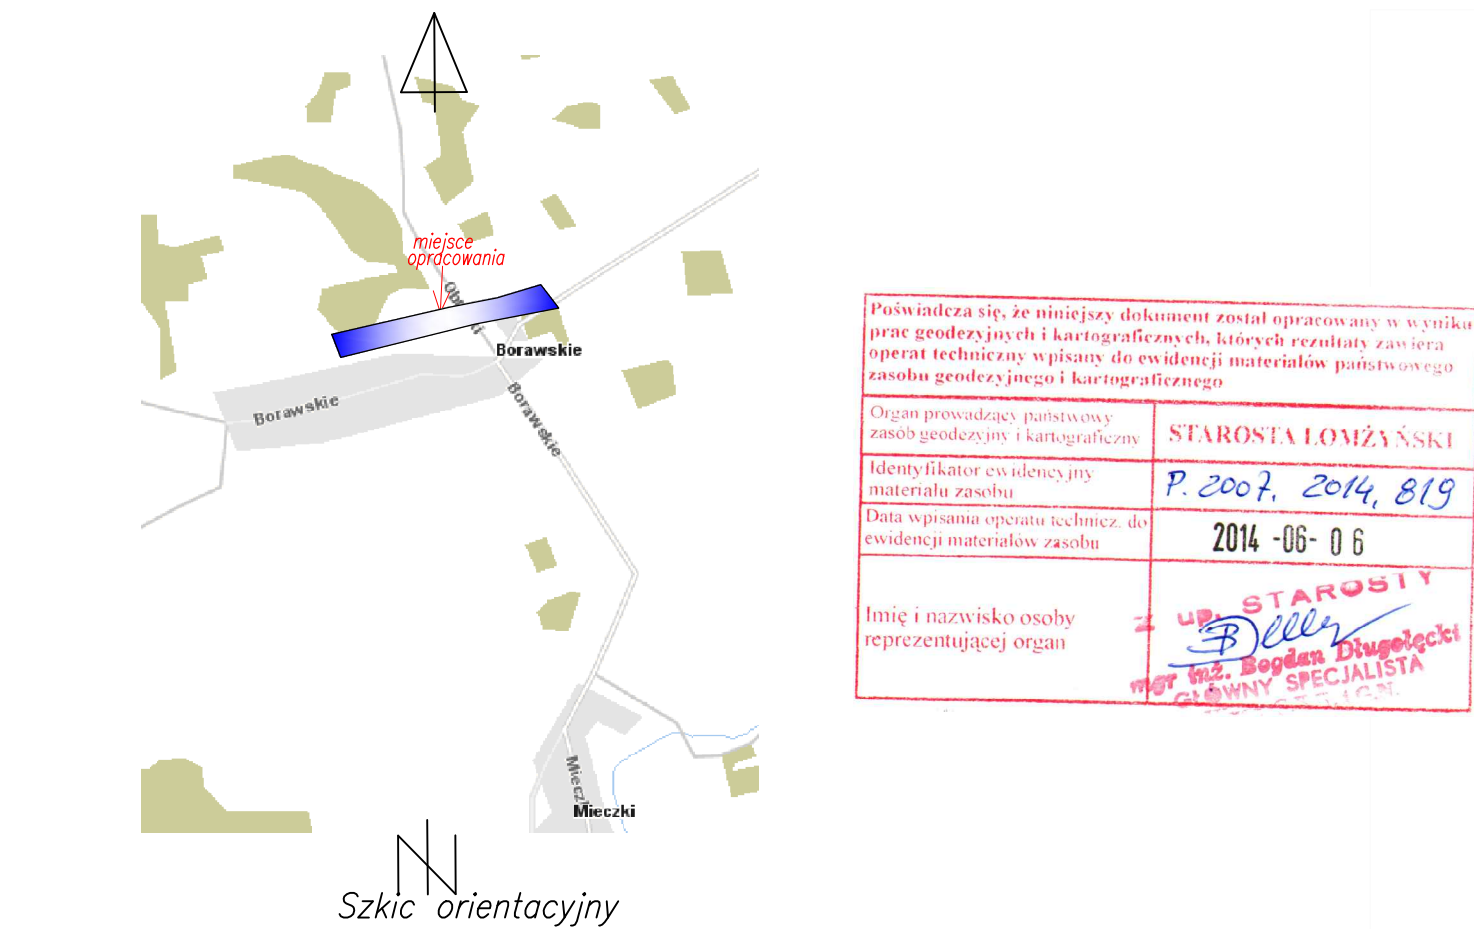 miejsce
opracowania
Borawskie
Borawskie
Borawskie
Mieczki
N
Szkic orientacyjny
Poświadcza się, że niniejszy dokument został opracowany w wyniku
prac geodezyjnych i kartograficznych, których rezultaty zawiera
operat techniczny wpisany do ewidencji materiałów państwowego
zasobu geodezyjnego i kartograficznego
Organ prowadzący państwowy
zasób geodezyjny i kartograficzny
STAROSTA ŁOMŻYŃSKI
Identyfikator ewidencyjny
materiału zasobu
P. 2007. 2014, 819
Data wpisania operatu technicz. do
ewidencji materiałów zasobu
2014 -06- 06
Imię i nazwisko osoby
reprezentującej organ
z up. STAROSTY
mgr inż. Bogdan Długołęcki
GŁÓWNY SPECJALISTA